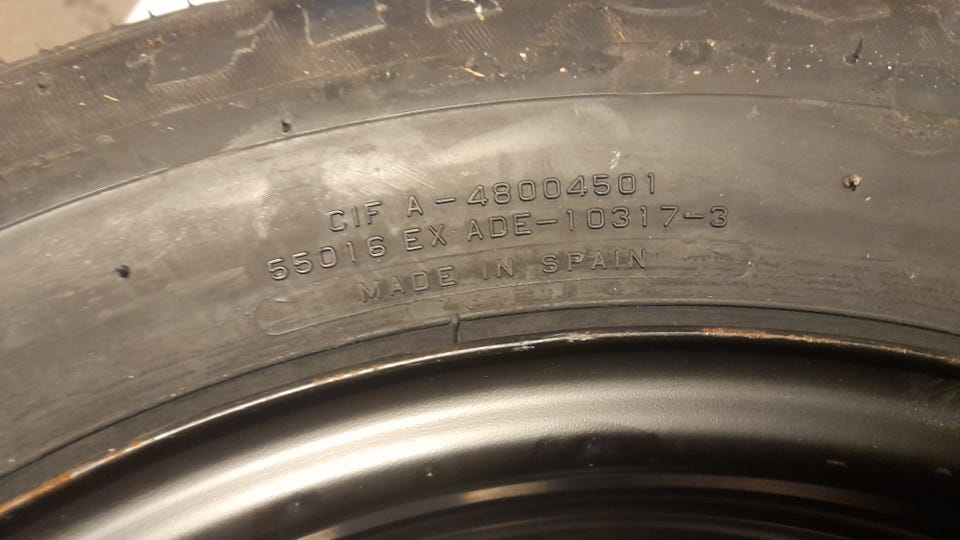 CIF A-48004501
55016 EX ADE-10317-3
MADE IN SPAIN